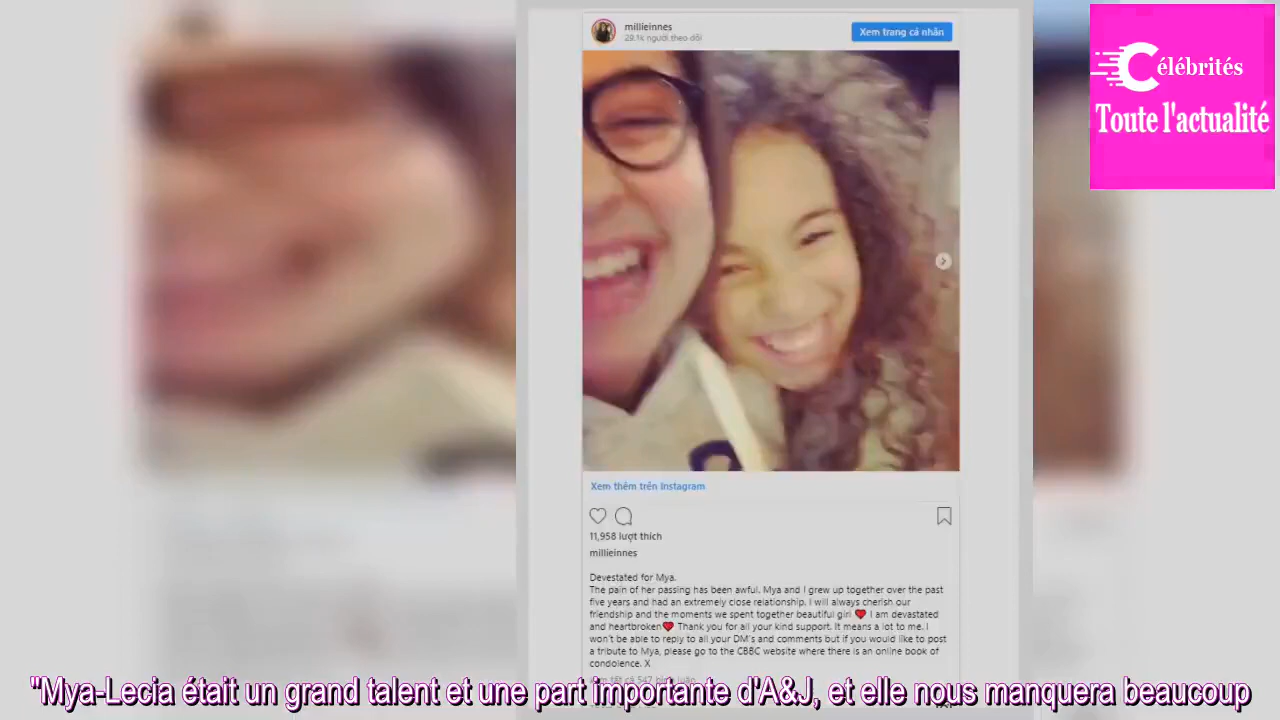 millieinnes
29.1k người theo dõi
Xem trang cá nhân
Célébrités
Toute l'actualité
Xem thêm trên Instagram
11,958 lượt thích
millieinnes
Devestated for Mya.
The pain of her passing has been awful. Mya and I grew up together over the past
five years and had an extremely close relationship. I will always cherish our
friendship and the moments we spent together beautiful girl ❤️ I am devastated
and heartbroken❤️ Thank you for all your kind support. It means a lot to me. I
won't be able to reply to all your DM's and comments but if you would like to post
a tribute to Mya, please go to the CBBC website where there is an online book of
condolence. X
"Mya-Lecia était un grand talent et une part importante d'A&J, et elle nous manquera beaucoup